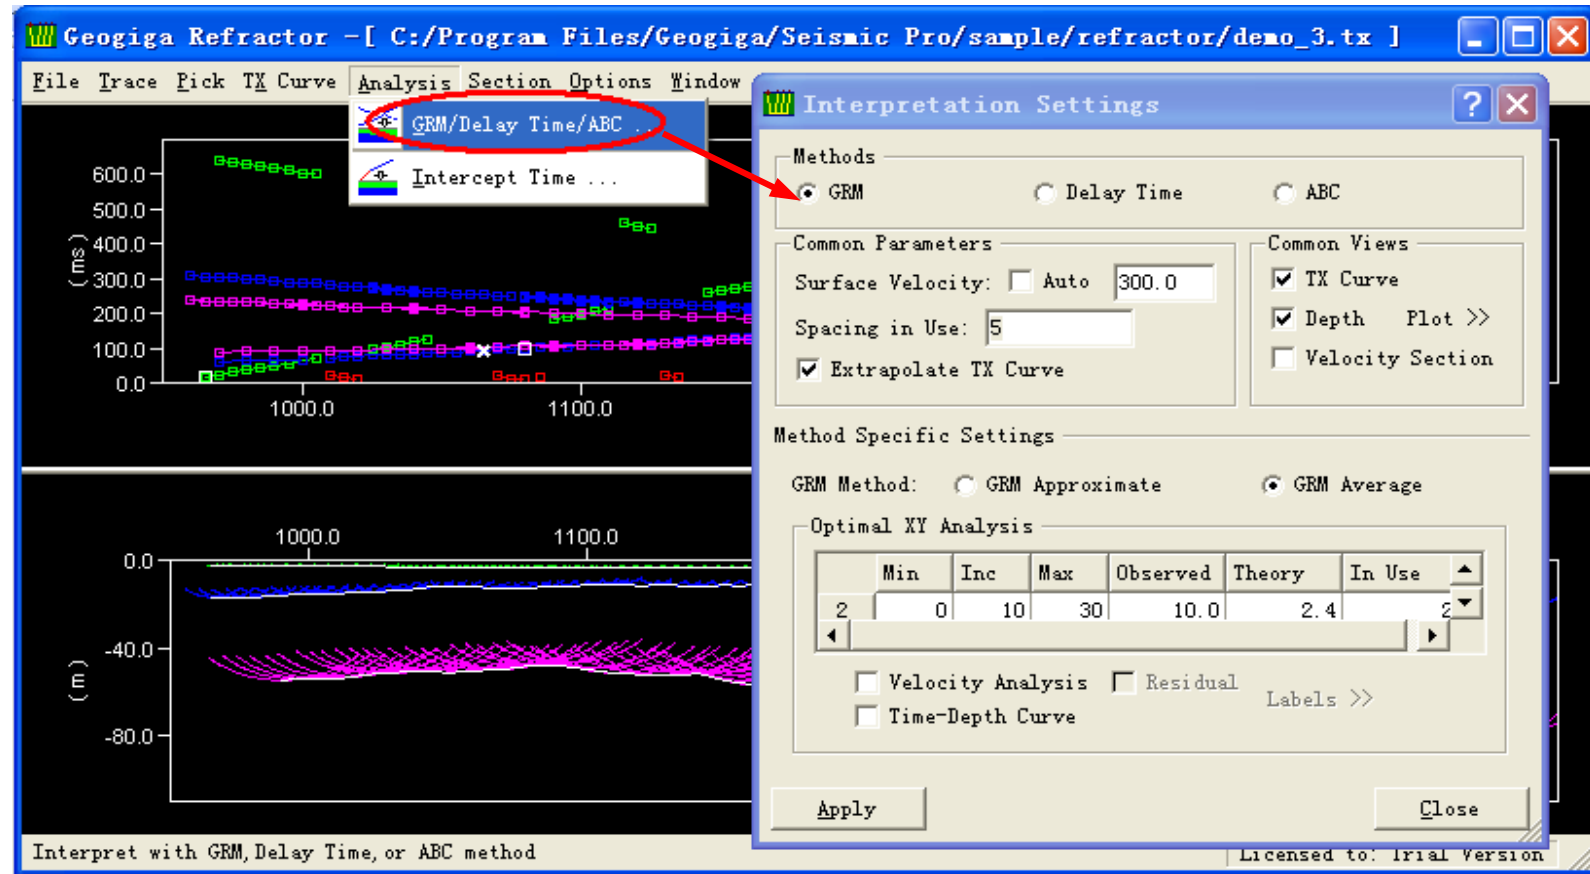 Geogiga Refractor -[ C:/Program Files/Geogiga/Seismic Pro/sample/refractor/demo_3.tx ]
File Trace Pick TX Curve Analysis Section Options Window
GRM/Delay Time/ABC ...
Intercept Time ...
600.0
500.0
400.0
300.0
200.0
100.0
0.0
(ms)
1000.0 1100.0
1000.0 1100.0
0.0
-40.0
-80.0
(m)
Interpretation Settings
Methods
GRM Delay Time ABC
Common Parameters
Surface Velocity: Auto 300.0
Spacing in Use: 5
Extrapolate TX Curve
Common Views
TX Curve
Depth Plot >>
Velocity Section
Method Specific Settings
GRM Method: GRM Approximate GRM Average
Optimal XY Analysis
Min Inc Max Observed Theory In Use
2 0 10 30 10.0 2.4 2
Velocity Analysis Residual
Labels >>
Time-Depth Curve
Apply Close
Interpret with GRM,Delay Time, or ABC method
Licensed to: Trial Version